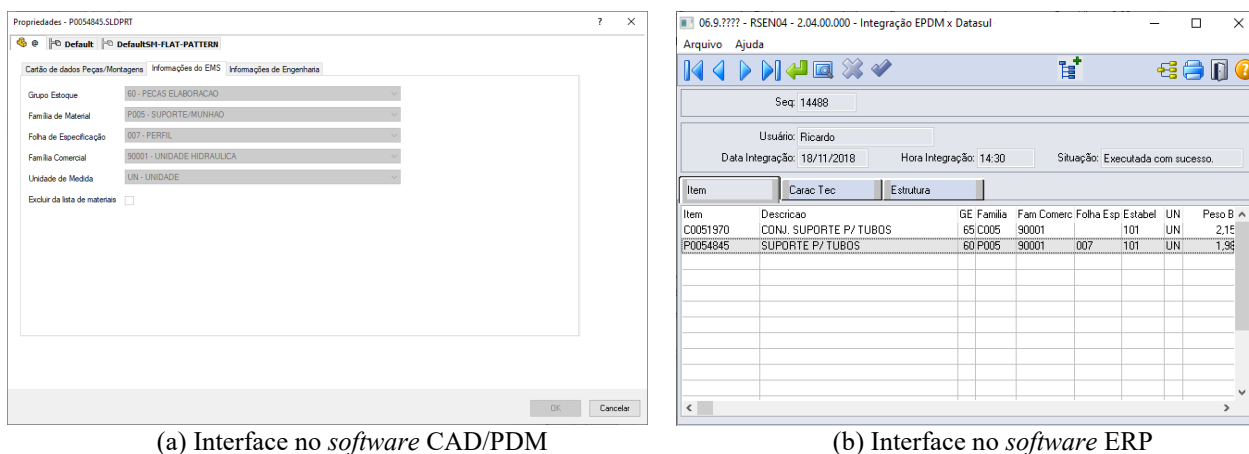 Propriedades - P0054845.SLDPRT
@ Default DefaultSM-FLAT-PATTERN
Cartão de dados Peças/Montagens Informações do EMS Informações de Engenharia
Grupo Estoque 60 - PECAS ELABORACAO
Família de Material P005 - SUPORTE/MUNHAO
Folha de Especificação 007 - PERFIL
Família Comercial 90001 - UNIDADE HIDRAULICA
Unidade de Medida UN - UNIDADE
Excluir da lista de materiais
OK Cancelar
(a) Interface no software CAD/PDM
06.9.???? - RSEN04 - 2.04.00.000 - Integração EPDM x Datasul
Arquivo Ajuda
Seq: 14488
Usuário: Ricardo
Data Integração: 18/11/2018 Hora Integração: 14:30 Situação: Executada com sucesso.
Item Carac Tec Estrutura
Item Descricao GE Familia Fam Comerc Folha Esp Estabel UN Peso B
C0051970 CONJ. SUPORTE P/ TUBOS 65 C005 90001 101 UN 2,15
P0054845 SUPORTE P/ TUBOS 60 P005 90001 007 101 UN 1,98
(b) Interface no software ERP